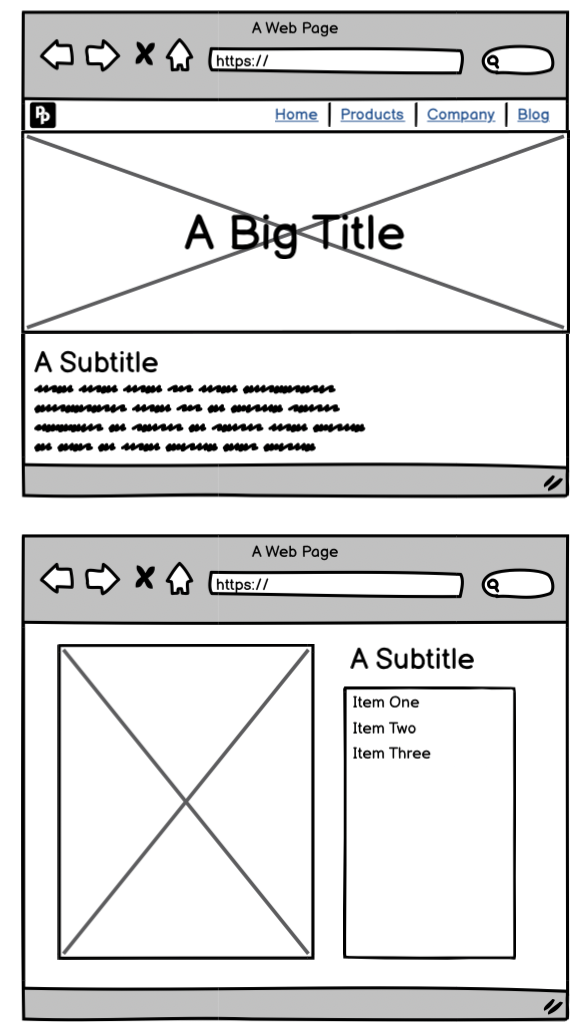 A Web Page
https://
Home Products Company Blog
A Big Title
A Subtitle
A Web Page
https://
A Subtitle
Item One
Item Two
Item Three